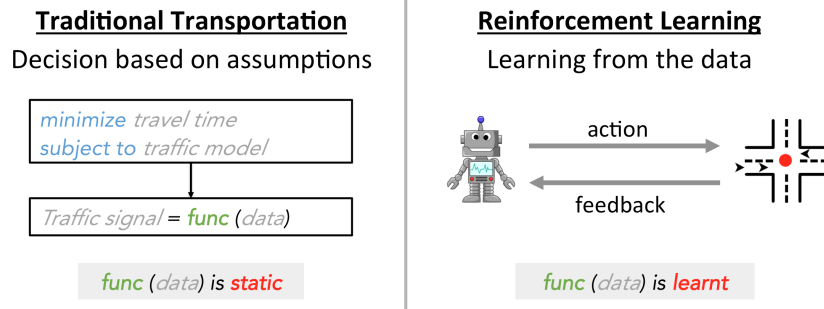 Traditional Transportation
Decision based on assumptions
minimize travel time
subject to traffic model
Traffic signal = func (data)
func (data) is static
Reinforcement Learning
Learning from the data
action
feedback
func (data) is learnt